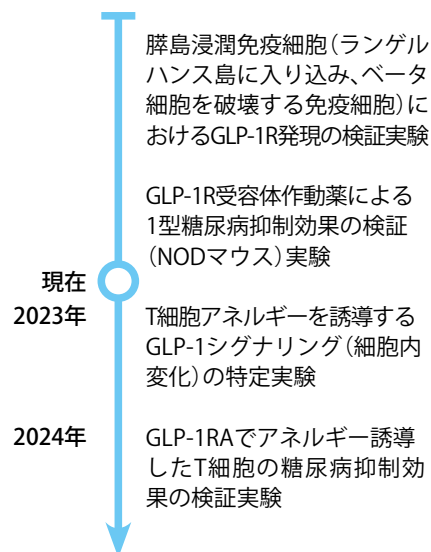 膵島浸潤免疫細胞（ランゲル
ハンス島に入り込み、ベータ
細胞を破壊する免疫細胞）に
おけるGLP-1R発現の検証実験
GLP-1R受容体作動薬による
1型糖尿病抑制効果の検証
（NODマウス）実験
現在
2023年
T細胞アネルギーを誘導する
GLP-1シグナリング（細胞内
変化）の特定実験
2024年
GLP-1RAでアネルギー誘導
したT細胞の糖尿病抑制効
果の検証実験